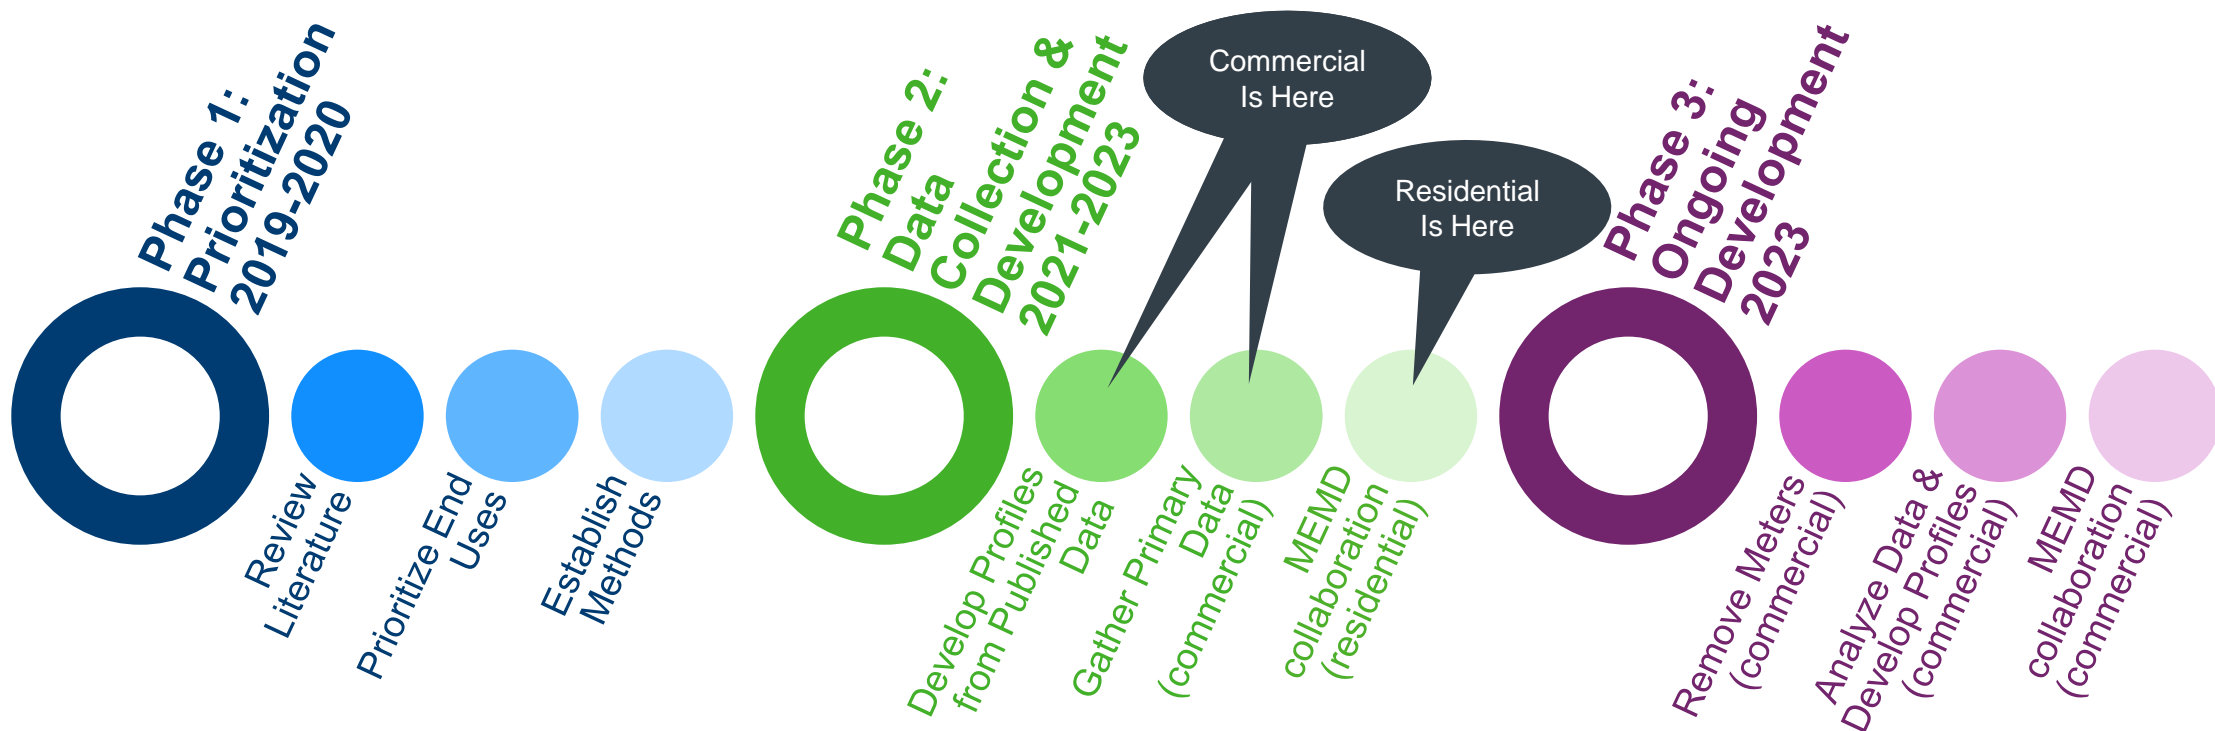 Phase 1:
Prioritization
2019-2020
Review
Literature
Prioritize End
Uses
Establish
Methods
Phase 2:
Data
Collection &
Development
2021-2023
Commercial
Is Here
Residential
Is Here
Develop Profiles
from Published
Data
Gather Primary
Data
(commercial)
MEMD
collaboration
(residential)
Phase 3:
Ongoing
Development
2023
Remove Meters
(commercial)
Analyze Data &
Develop Profiles
(commercial)
MEMD
collaboration
(commercial)